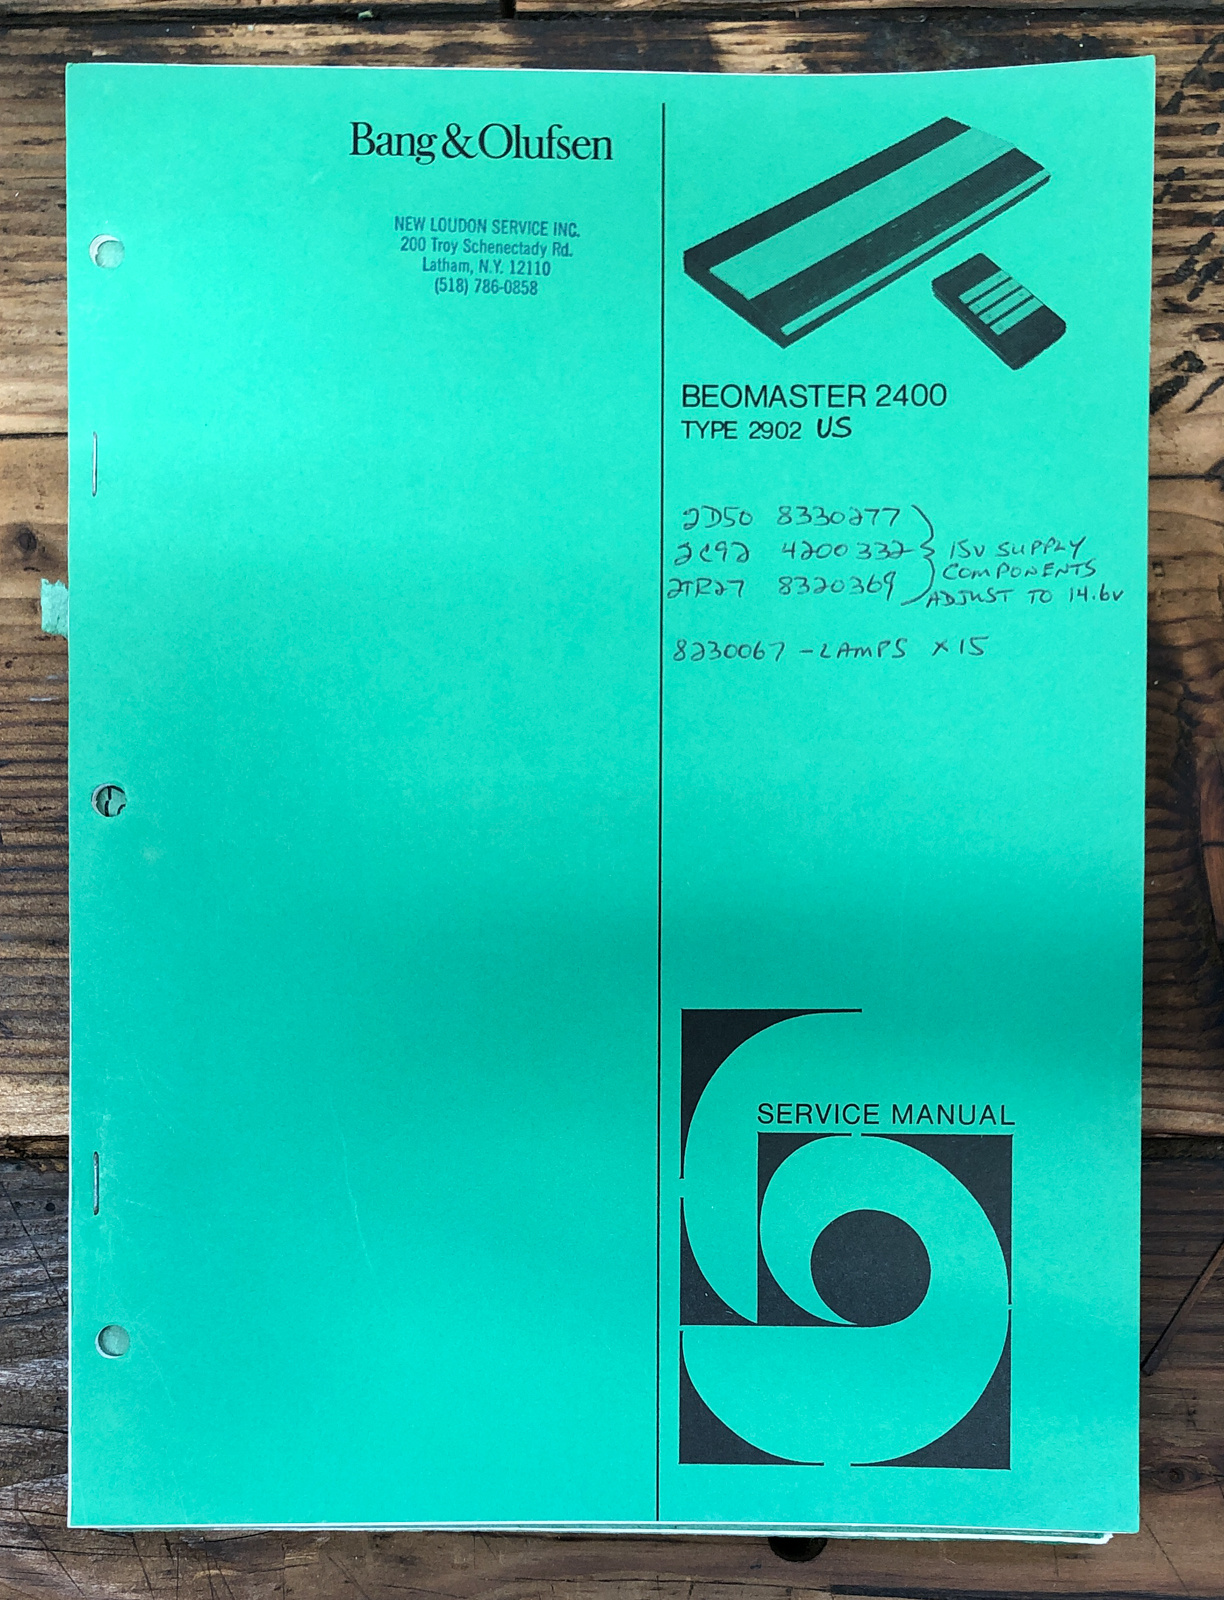 Bang & Olufsen
NEW LOUDON SERVICE INC.
200 Troy Schenectady Rd.
Latham, N.Y. 12110
(518) 786-0858
BEOMASTER 2400
TYPE 2902 US
2D50 8330277
2C92 4200332
2TR27 8320369
15V SUPPLY
COMPONENTS
ADJUST TO 14.6V
8230067 - LAMPS X15
SERVICE MANUAL